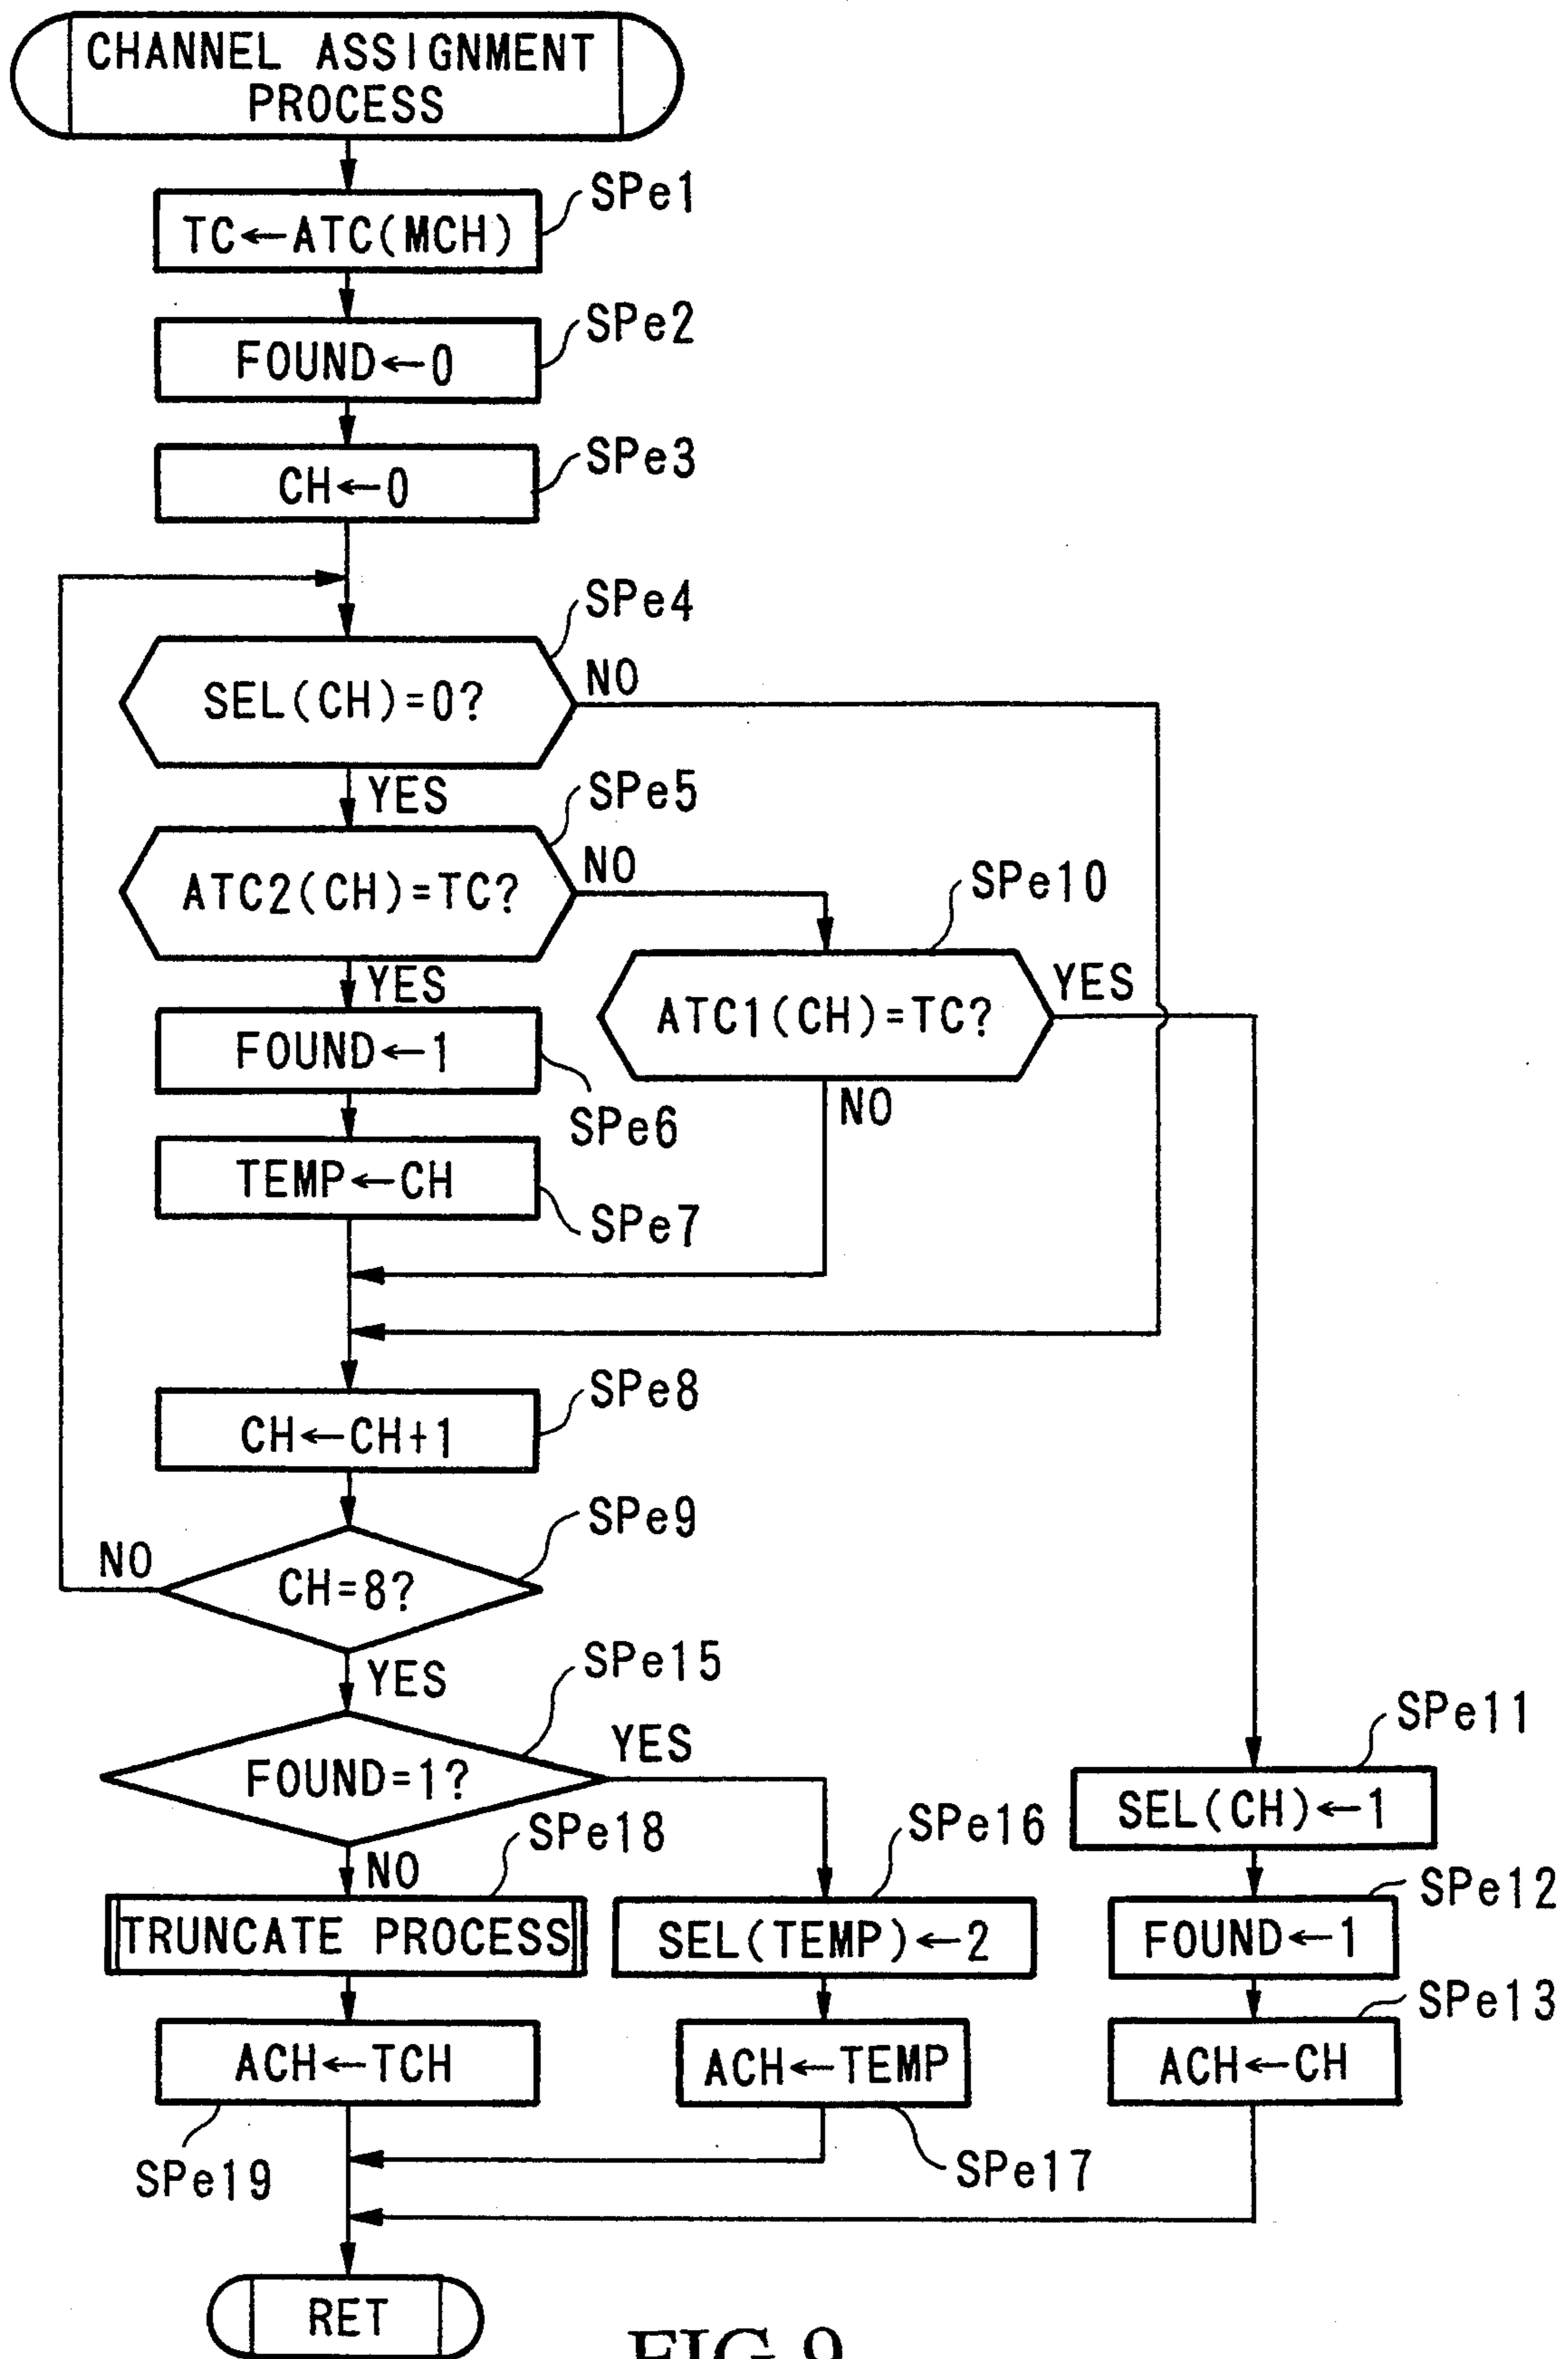 CHANNEL ASSIGNMENT
PROCESS
SPe1
TC←ATC(MCH)
SPe2
FOUND←0
SPe3
CH←0
SPe4
SEL(CH)=0?
NO
YES
SPe5
ATC2(CH)=TC?
NO
SPe10
YES
ATC1(CH)=TC?
YES
FOUND←1
NO
SPe6
TEMP←CH
SPe7
SPe8
CH←CH+1
SPe9
NO
CH=8?
YES
SPe15
FOUND=1?
YES
SPe11
SEL(CH)←1
SPe18
SPe16
NO
SPe12
TRUNCATE PROCESS
SEL(TEMP)←2
FOUND←1
SPe13
ACH←TCH
ACH←TEMP
ACH←CH
SPe19
SPe17
RET
FIG.9